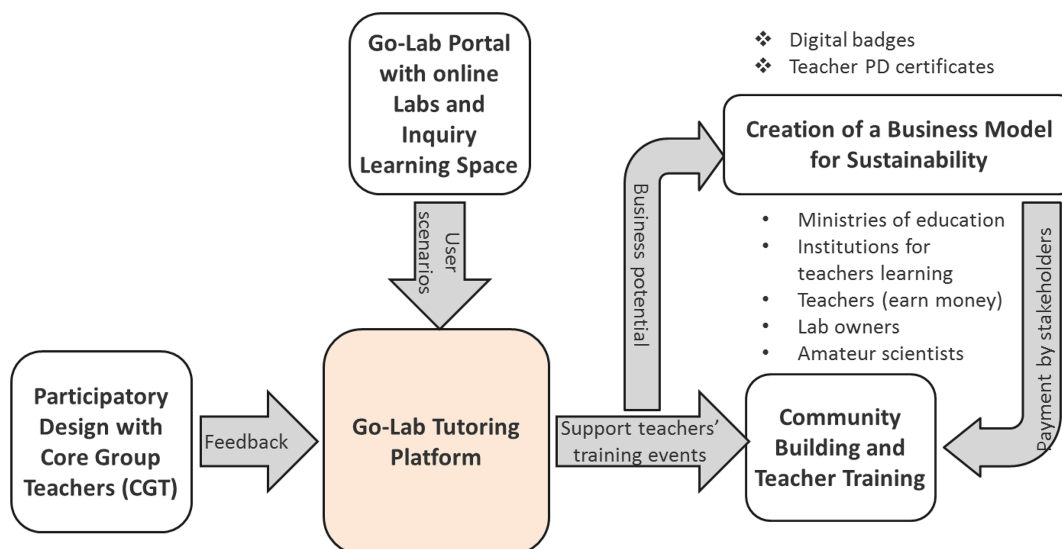 Go-Lab Portal
with online
Labs and
Inquiry
Learning Space
❖ Digital badges
❖ Teacher PD certificates
Creation of a Business Model
for Sustainability
User
scenarios
Business potential
• Ministries of education
• Institutions for
teachers learning
• Teachers (earn money)
• Lab owners
• Amateur scientists
Payment by stakeholders
Participatory
Design with
Core Group
Teachers (CGT)
Feedback
Go-Lab Tutoring
Platform
Support teachers’
training events
Community
Building and
Teacher Training